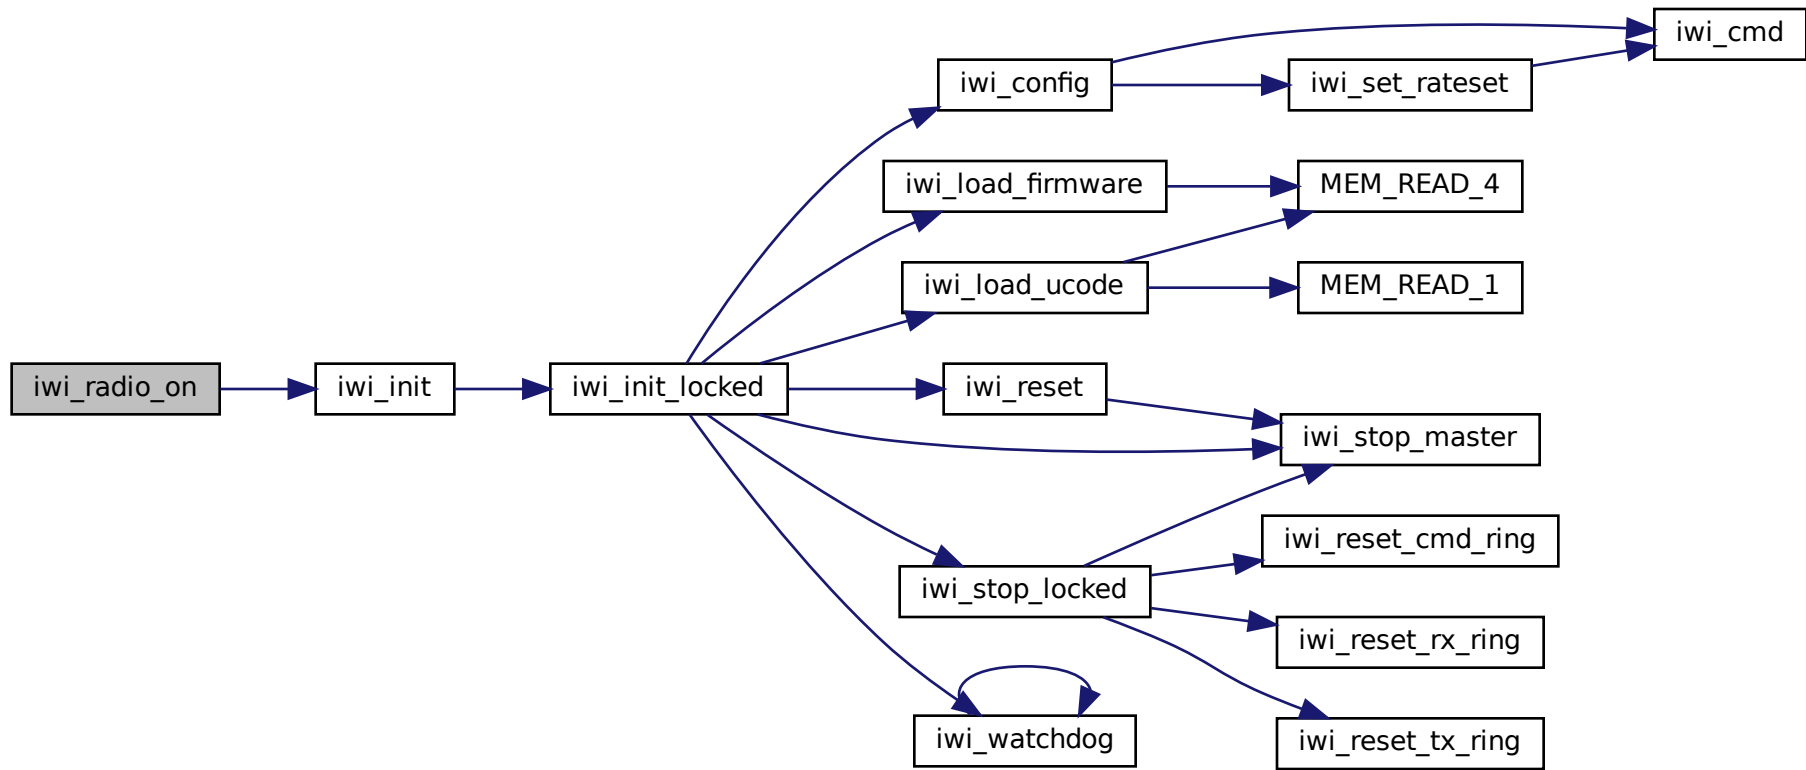 iwi_cmd
iwi_config
iwi_set_rateset
iwi_load_firmware
MEM_READ_4
iwi_load_ucode
MEM_READ_1
iwi_radio_on
iwi_init
iwi_init_locked
iwi_reset
iwi_stop_master
iwi_reset_cmd_ring
iwi_stop_locked
iwi_reset_rx_ring
iwi_watchdog
iwi_reset_tx_ring